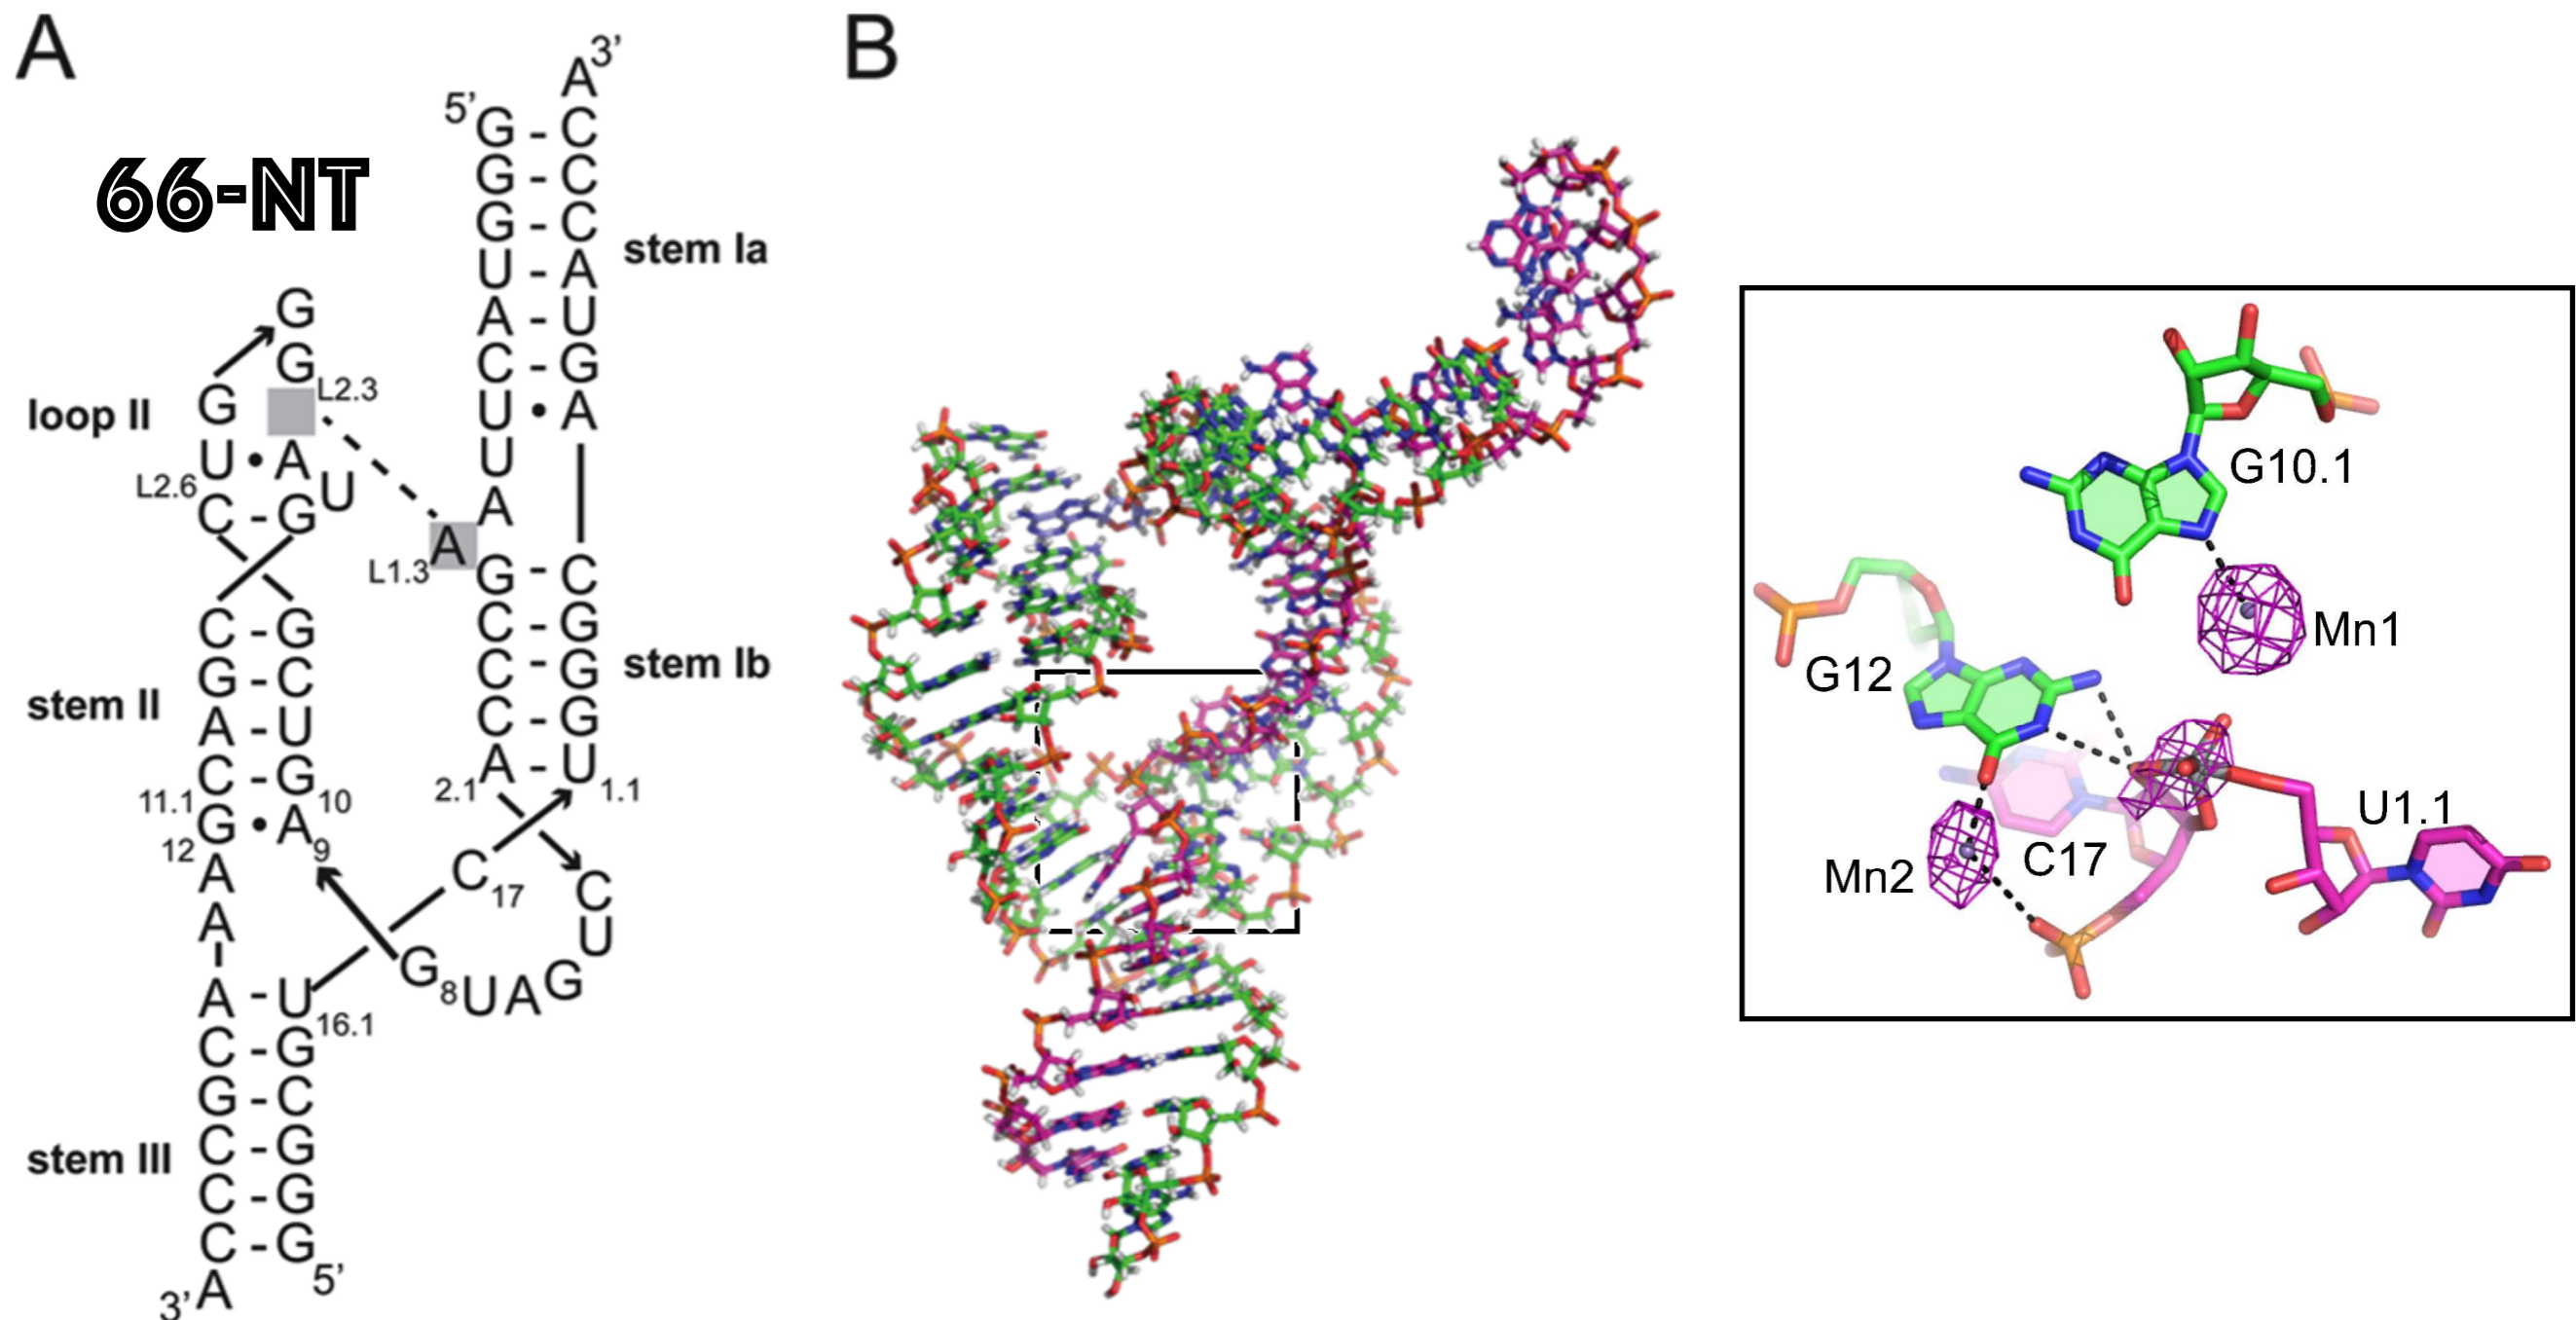 A
66-NT
A3'
5'G - C
G - C
G - C
stem Ia
U - A
A - U
C - G
U • A
U
A
A
L1.3
G - C
C - G
C - G
stem Ib
C - G
A - U
2.1
1.1
C17
C
U
G8UAG
G
G
L2.3
loop II
G
U • A
U
L2.6
C - G
C - G
stem II
G - C
A - U
C - G
11.1
10
G • A
12
9
A
A
A - U
16.1
C - G
G - C
stem III
C - G
C - G
C - G
5'
3'A
B
G10.1
Mn1
G12
U1.1
C17
Mn2